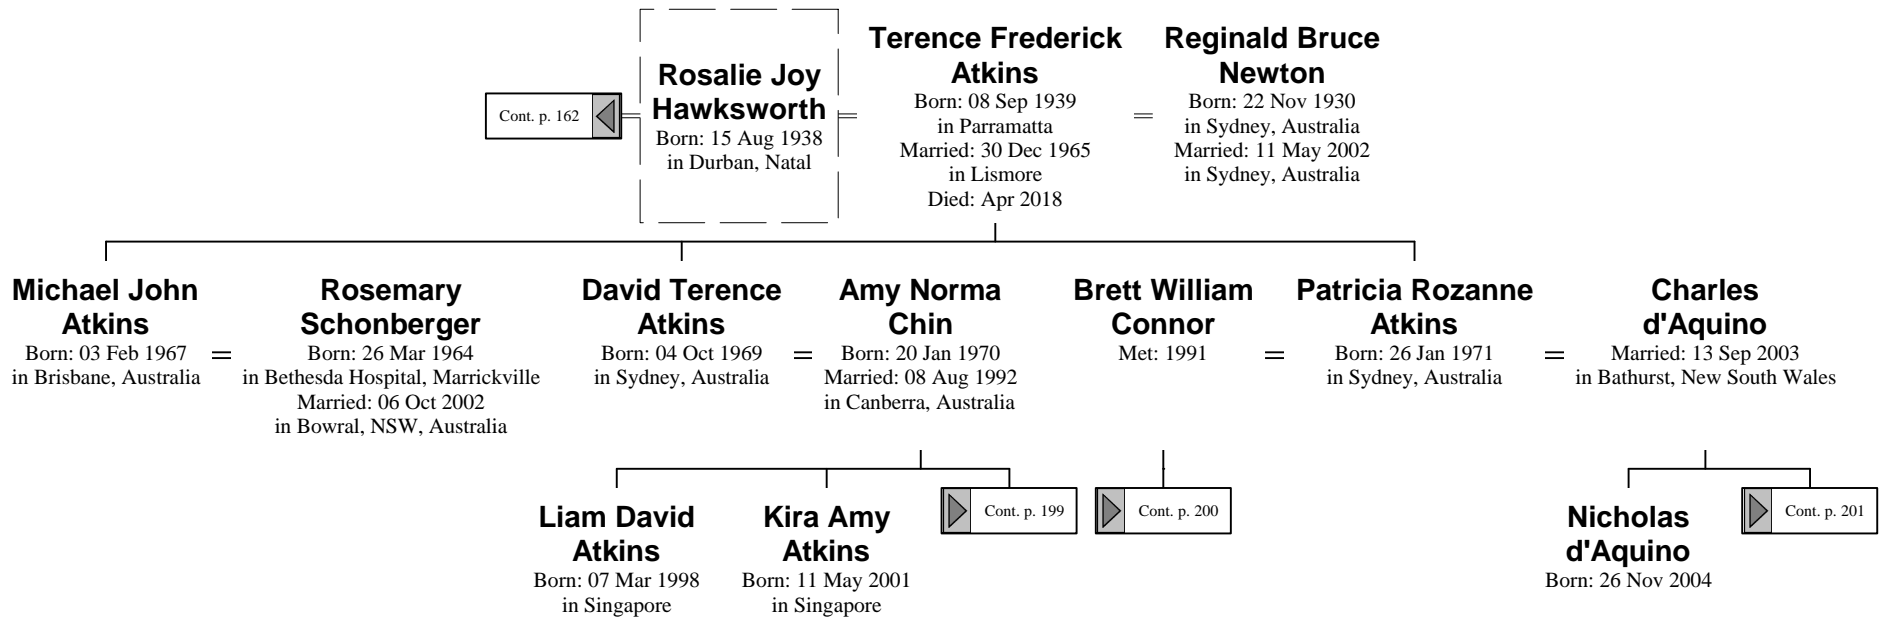 Cont. p. 162
Rosalie Joy
Hawksworth
Born: 15 Aug 1938
in Durban, Natal
Terence Frederick
Atkins
Born: 08 Sep 1939
in Parramatta
Married: 30 Dec 1965
in Lismore
Died: Apr 2018
Reginald Bruce
Newton
Born: 22 Nov 1930
in Sydney, Australia
Married: 11 May 2002
in Sydney, Australia
Michael John
Atkins
Born: 03 Feb 1967
in Brisbane, Australia
Rosemary
Schonberger
Born: 26 Mar 1964
in Bethesda Hospital, Marrickville
Married: 06 Oct 2002
in Bowral, NSW, Australia
David Terence
Atkins
Born: 04 Oct 1969
in Sydney, Australia
Amy Norma
Chin
Born: 20 Jan 1970
Married: 08 Aug 1992
in Canberra, Australia
Brett William
Connor
Met: 1991
Patricia Rozanne
Atkins
Born: 26 Jan 1971
in Sydney, Australia
Charles
d'Aquino
Married: 13 Sep 2003
in Bathurst, New South Wales
Liam David
Atkins
Born: 07 Mar 1998
in Singapore
Kira Amy
Atkins
Born: 11 May 2001
in Singapore
Cont. p. 199
Cont. p. 200
Nicholas
d'Aquino
Born: 26 Nov 2004
Cont. p. 201